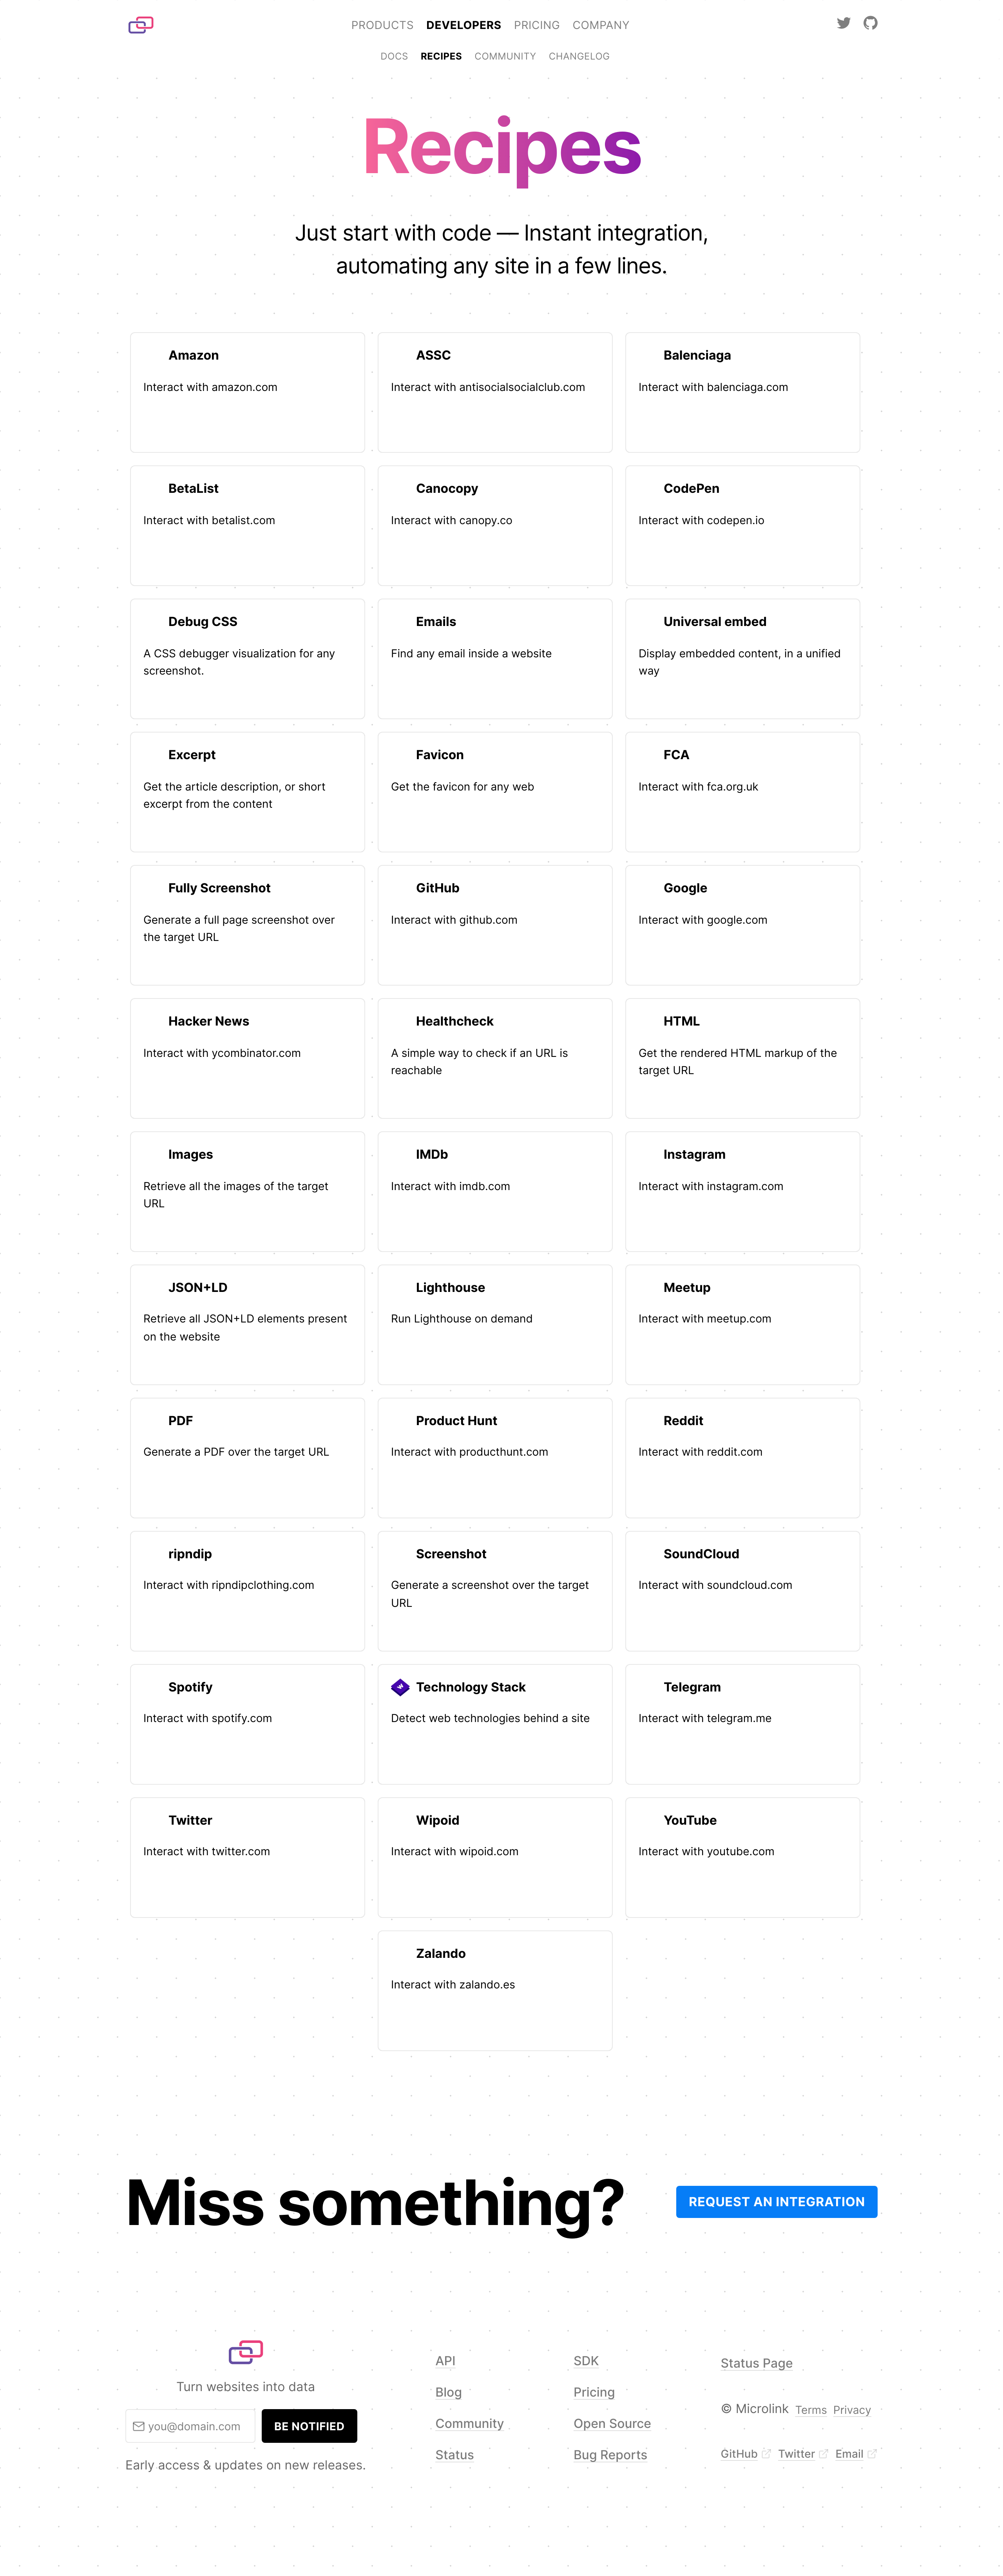 PRODUCTS DEVELOPERS PRICING COMPANY
DOCS RECIPES COMMUNITY CHANGELOG
Recipes
Just start with code — Instant integration,
automating any site in a few lines.
Amazon
Interact with amazon.com
ASSC
Interact with antisocialsocialclub.com
Balenciaga
Interact with balenciaga.com
BetaList
Interact with betalist.com
Canocopy
Interact with canopy.co
CodePen
Interact with codepen.io
Debug CSS
A CSS debugger visualization for any
screenshot.
Emails
Find any email inside a website
Universal embed
Display embedded content, in a unified
way
Excerpt
Get the article description, or short
excerpt from the content
Favicon
Get the favicon for any web
FCA
Interact with fca.org.uk
Fully Screenshot
Generate a full page screenshot over
the target URL
GitHub
Interact with github.com
Google
Interact with google.com
Hacker News
Interact with ycombinator.com
Healthcheck
A simple way to check if an URL is
reachable
HTML
Get the rendered HTML markup of the
target URL
Images
Retrieve all the images of the target
URL
IMDb
Interact with imdb.com
Instagram
Interact with instagram.com
JSON+LD
Retrieve all JSON+LD elements present
on the website
Lighthouse
Run Lighthouse on demand
Meetup
Interact with meetup.com
PDF
Generate a PDF over the target URL
Product Hunt
Interact with producthunt.com
Reddit
Interact with reddit.com
ripndip
Interact with ripndipclothing.com
Screenshot
Generate a screenshot over the target
URL
SoundCloud
Interact with soundcloud.com
Spotify
Interact with spotify.com
Technology Stack
Detect web technologies behind a site
Telegram
Interact with telegram.me
Twitter
Interact with twitter.com
Wipoid
Interact with wipoid.com
YouTube
Interact with youtube.com
Zalando
Interact with zalando.es
Miss something?
REQUEST AN INTEGRATION
Turn websites into data
you@domain.com
BE NOTIFIED
Early access & updates on new releases.
API
Blog
Community
Status
SDK
Pricing
Open Source
Bug Reports
Status Page
© Microlink Terms Privacy
GitHub Twitter Email